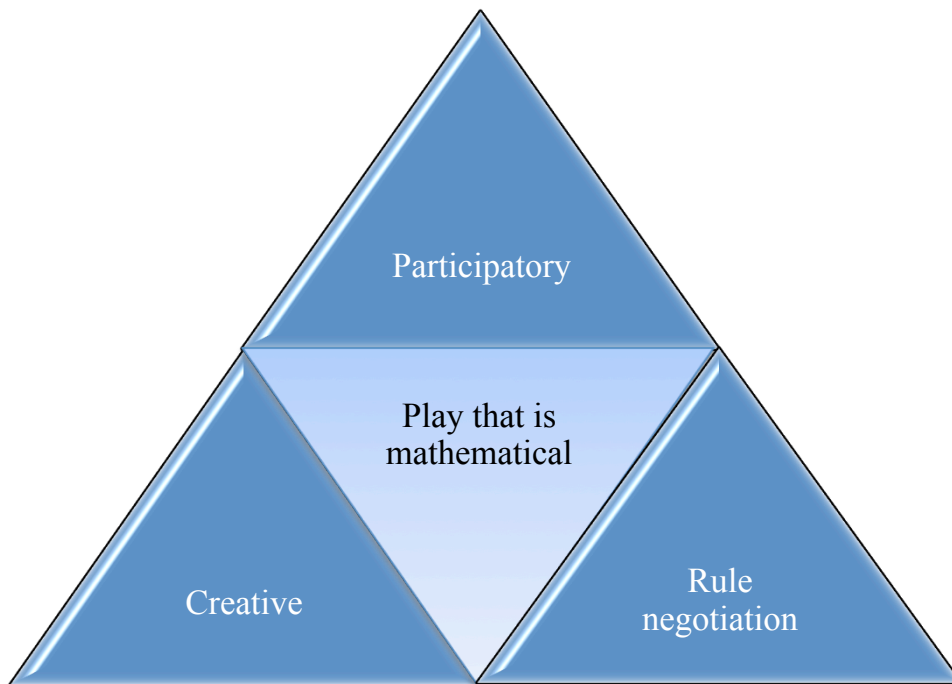 Participatory
Play that is
mathematical
Creative
Rule
negotiation